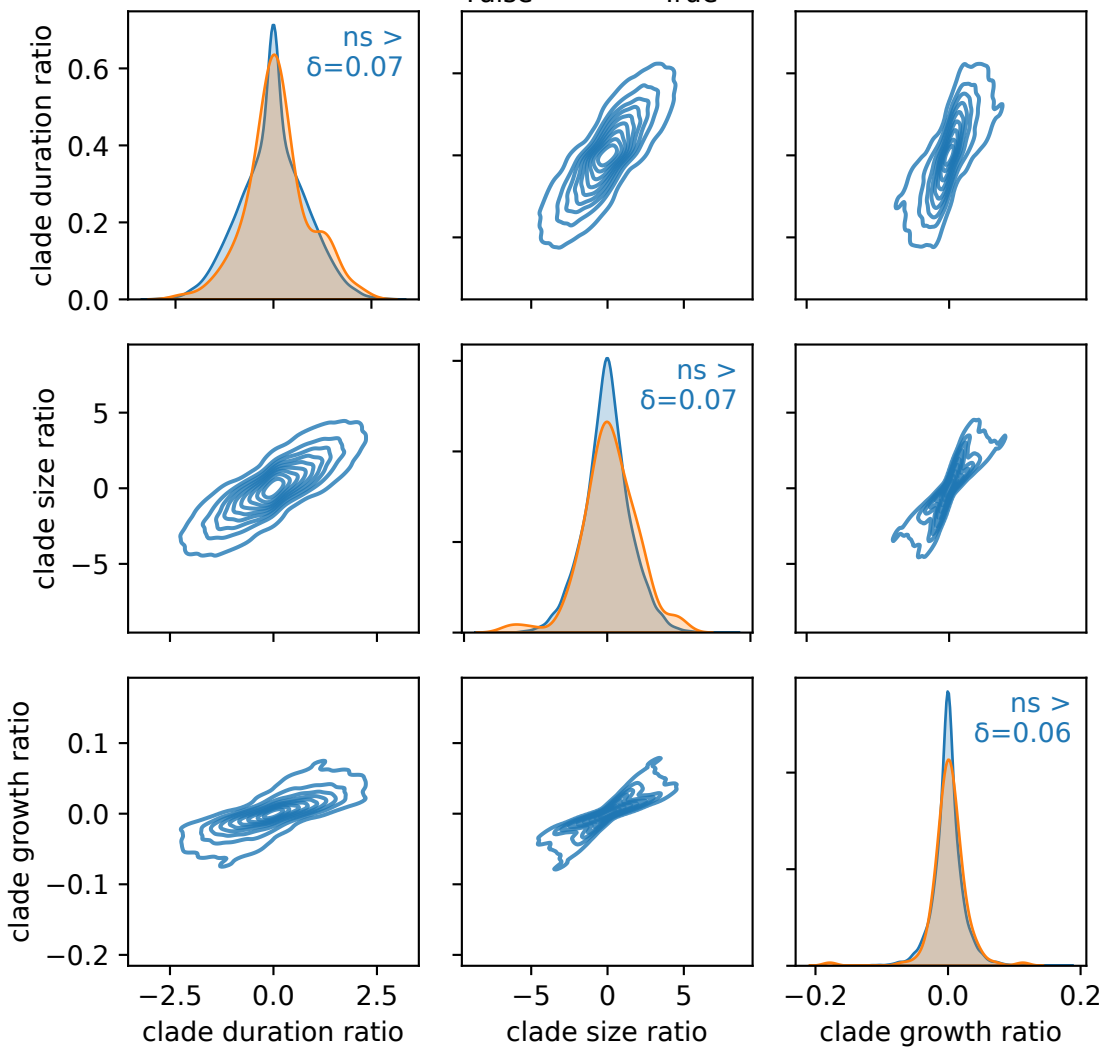 False True
clade duration ratio
0.6
0.4
0.2
0.0
ns >
δ=0.07
clade size ratio
5
0
−5
ns >
δ=0.07
clade growth ratio
0.1
0.0
−0.1
−0.2
ns >
δ=0.06
−2.5 0.0 2.5
−5 0 5
−0.2 0.0 0.2
clade duration ratio
clade size ratio
clade growth ratio